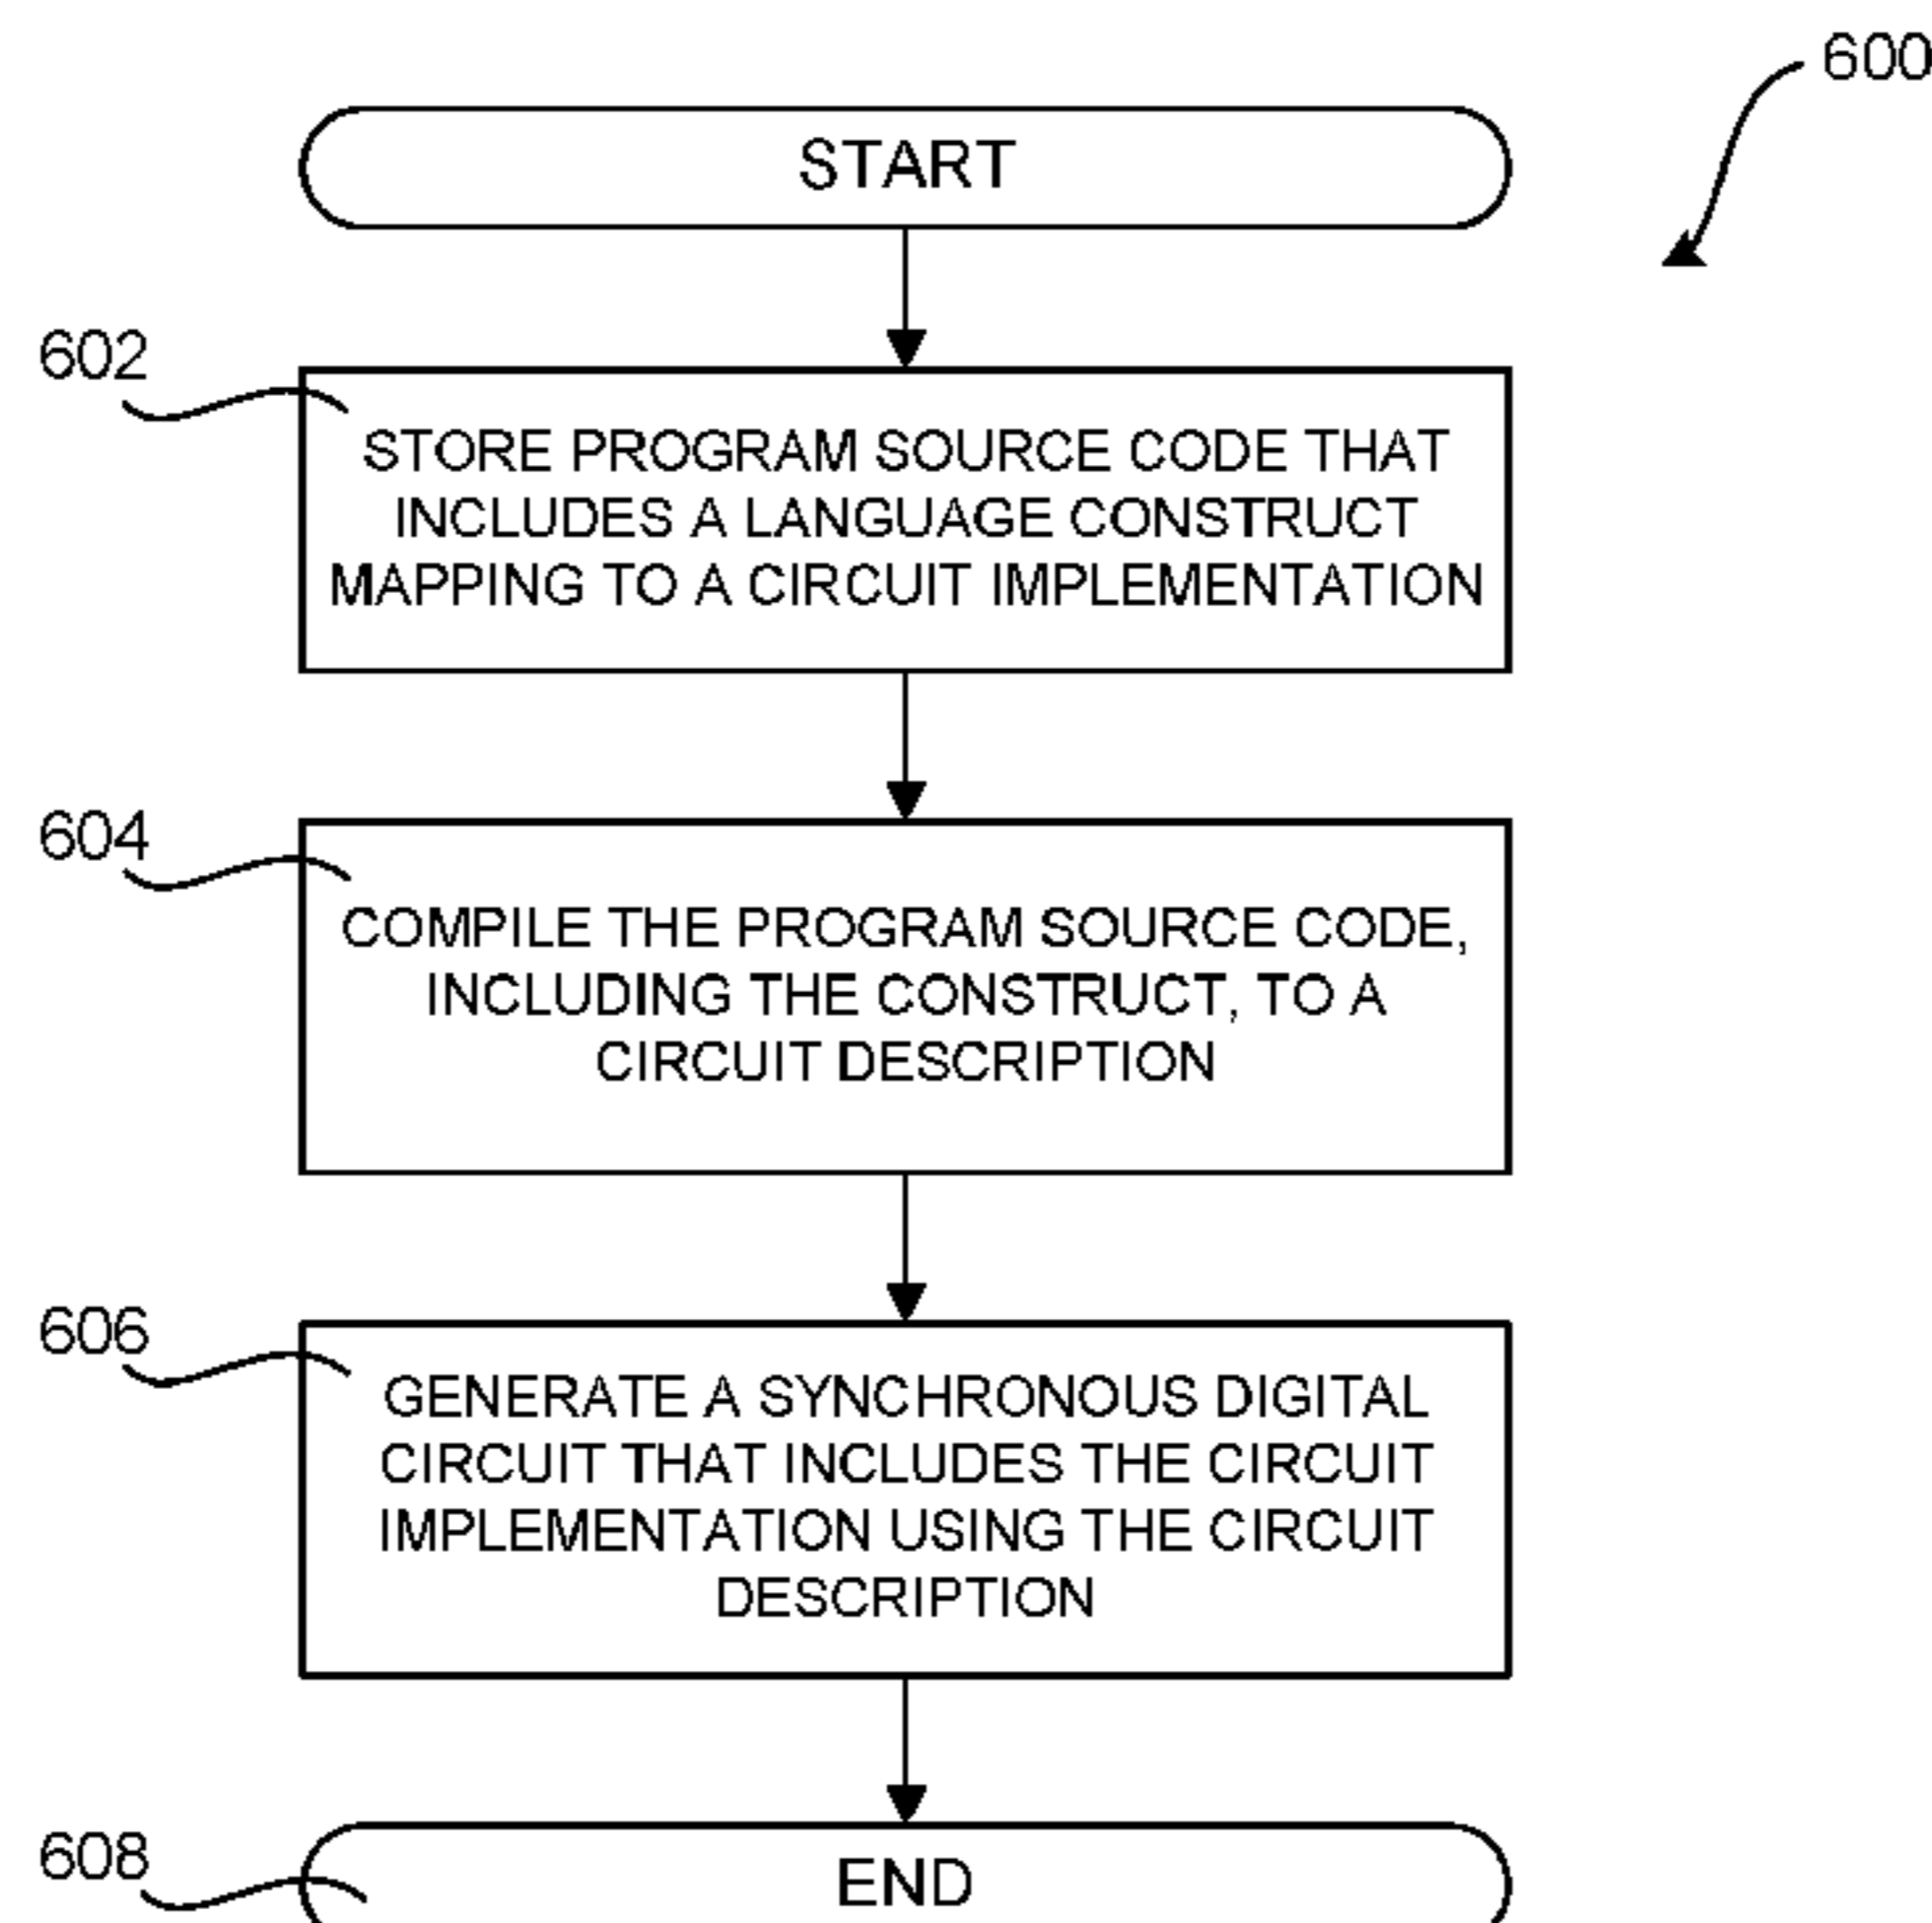 600
START
602
STORE PROGRAM SOURCE CODE THAT
INCLUDES A LANGUAGE CONSTRUCT
MAPPING TO A CIRCUIT IMPLEMENTATION
604
COMPILE THE PROGRAM SOURCE CODE,
INCLUDING THE CONSTRUCT, TO A
CIRCUIT DESCRIPTION
606
GENERATE A SYNCHRONOUS DIGITAL
CIRCUIT THAT INCLUDES THE CIRCUIT
IMPLEMENTATION USING THE CIRCUIT
DESCRIPTION
608
END